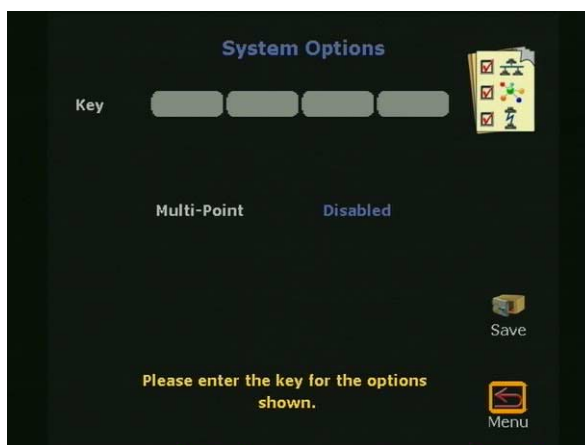 System Options
Key
Multi-Point Disabled
Save
Please enter the key for the options
shown.
Menu